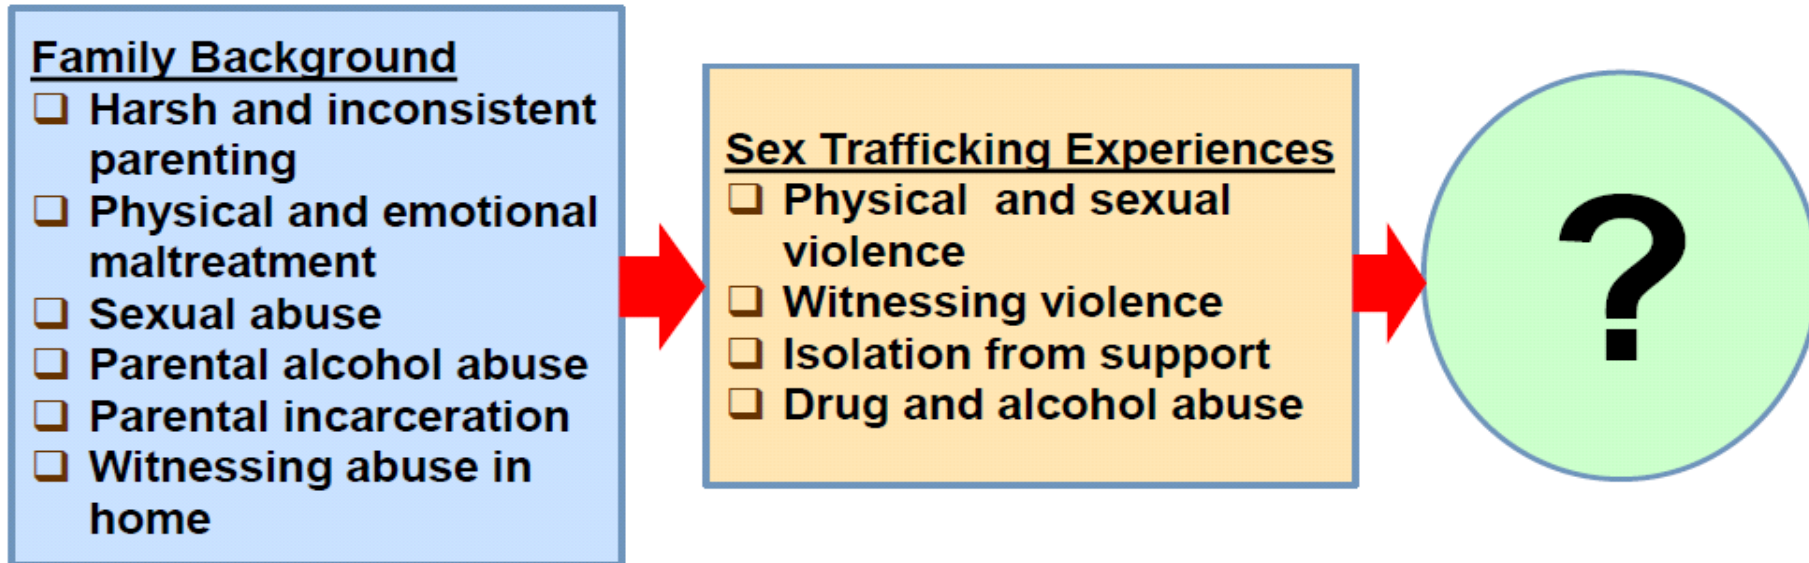 Family Background
Harsh and inconsistent
parenting
Physical and emotional
maltreatment
Sexual abuse
Parental alcohol abuse
Parental incarceration
Witnessing abuse in
home
Sex Trafficking Experiences
Physical and sexual
violence
Witnessing violence
Isolation from support
Drug and alcohol abuse
?